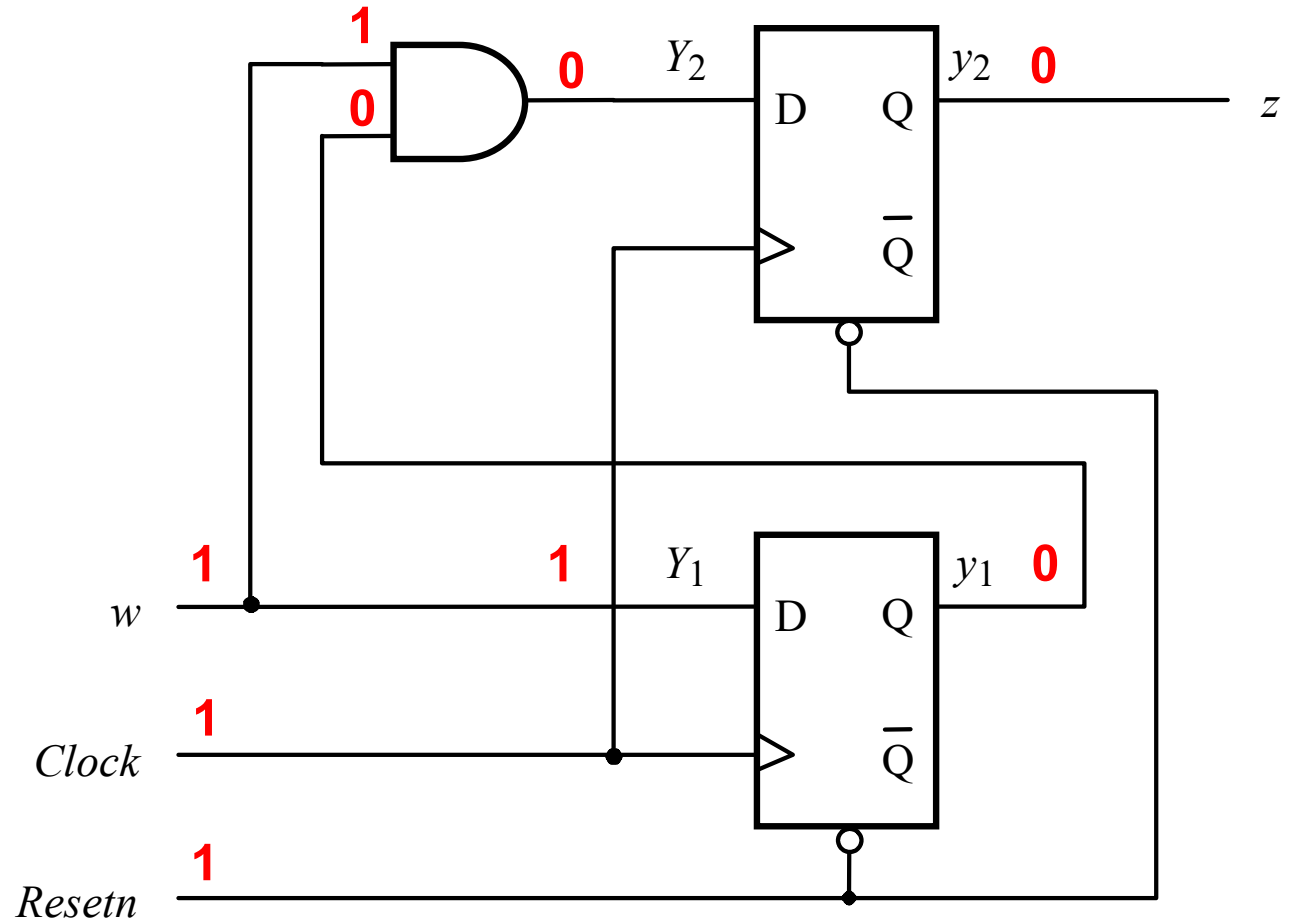 1
0 0 Y2 y2 0 z
D Q
Q̅
1 1 Y1 y1 0
w D Q
1
Clock Q̅
1
Resetn